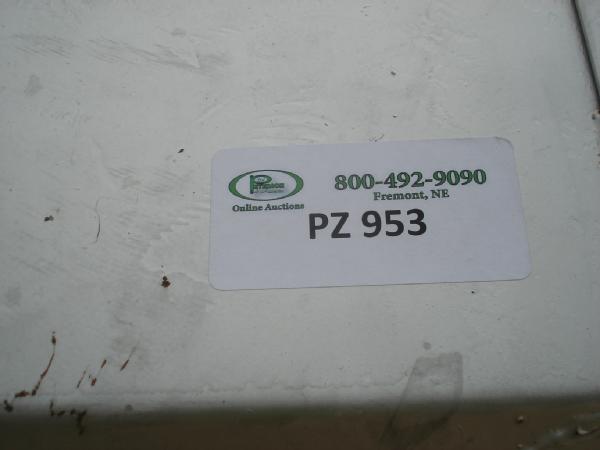 800-492-9090
Fremont, NE
Online Auctions
PZ 953